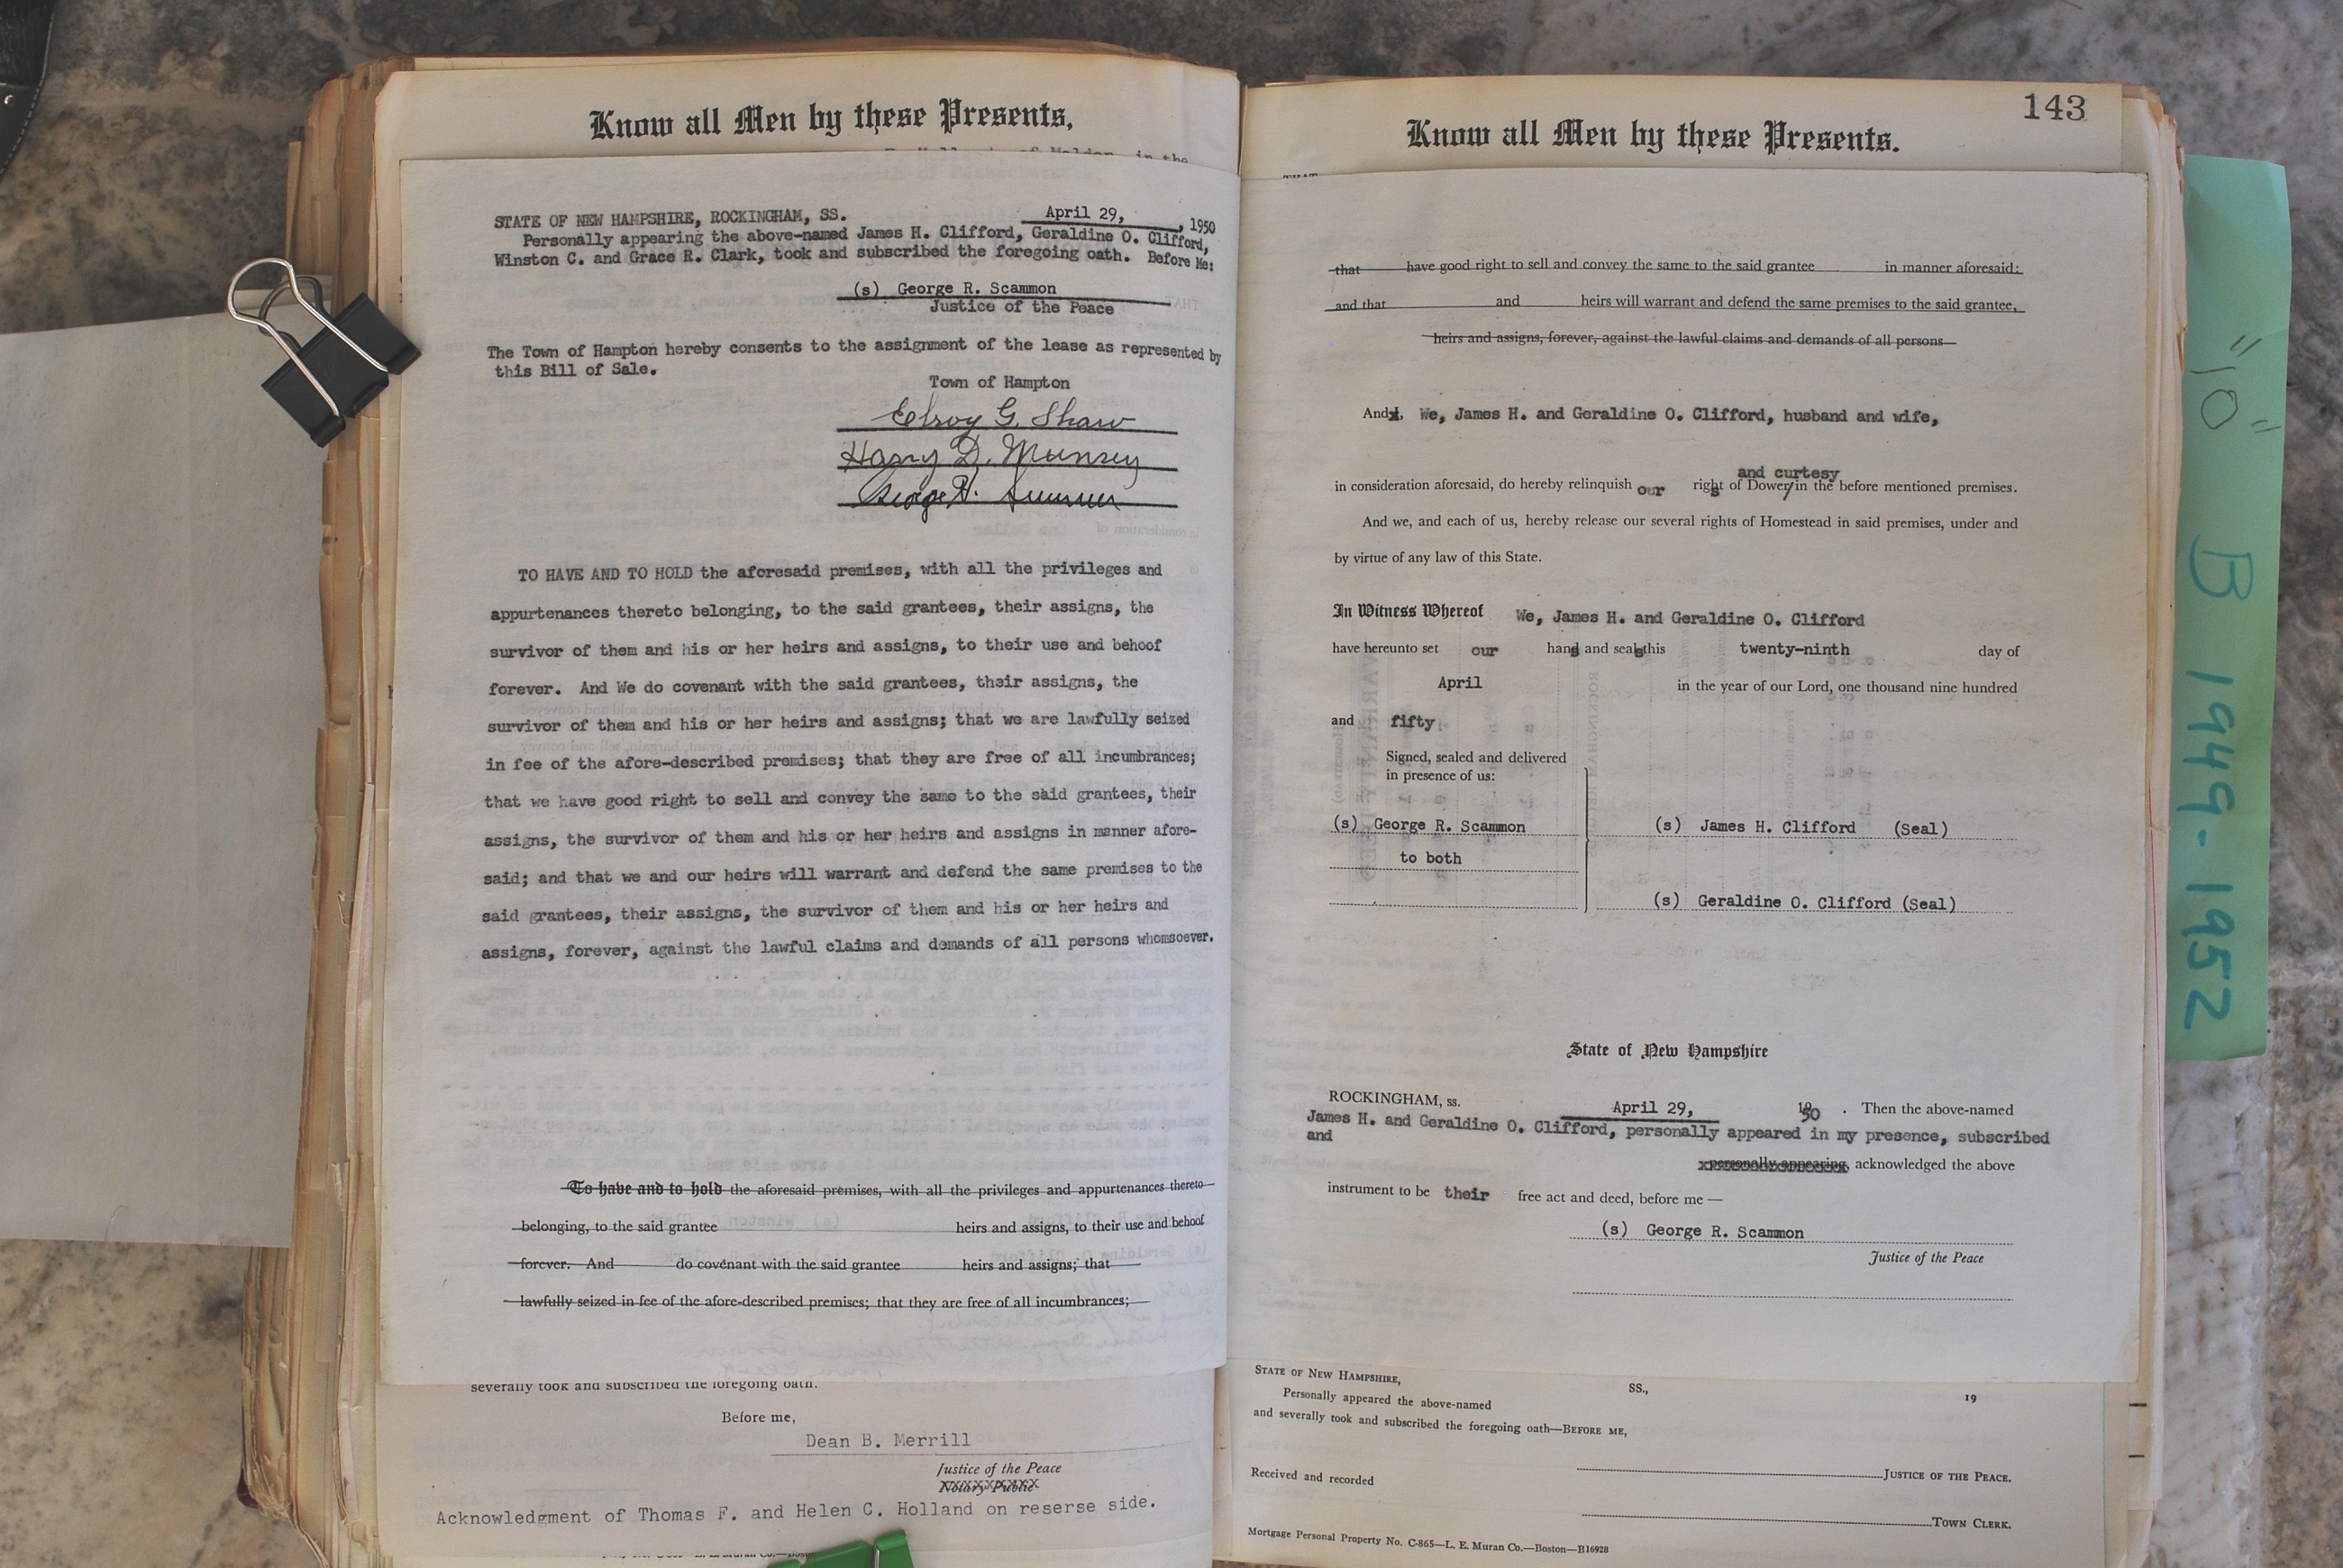 Know all Men by these Presents,
STATE OF NEW HAMPSHIRE, ROCKINGHAM, SS. April 29, , 1950
Personally appearing the above-named James H. Clifford, Geraldine O. Clifford,
Winston C. and Grace R. Clark, took and subscribed the foregoing oath. Before Me:
(s) George R. Scammon
Justice of the Peace
The Town of Hampton hereby consents to the assignment of the lease as represented by
this Bill of Sale.
Town of Hampton
Elroy G. Shaw
Harry D. Munsey
TO HAVE AND TO HOLD the aforesaid premises, with all the privileges and
appurtenances thereto belonging, to the said grantees, their assigns, the
survivor of them and his or her heirs and assigns, to their use and behoof
forever. And We do covenant with the said grantees, their assigns, the
survivor of them and his or her heirs and assigns; that we are lawfully seized
in fee of the afore-described premises; that they are free of all incumbrances;
that we have good right to sell and convey the same to the said grantees, their
assigns, the survivor of them and his or her heirs and assigns in manner afore-
said; and that we and our heirs will warrant and defend the same premises to the
said grantees, their assigns, the survivor of them and his or her heirs and
assigns, forever, against the lawful claims and demands of all persons whomsoever.
To have and to hold the aforesaid premises, with all the privileges and appurtenances thereto
belonging, to the said grantee heirs and assigns, to their use and behoof
forever. And do covenant with the said grantee heirs and assigns; that
lawfully seized in fee of the afore-described premises; that they are free of all incumbrances;
severally took and subscribed the foregoing oath.
Before me,
Dean B. Merrill
Justice of the Peace
Notary Public
Acknowledgment of Thomas F. and Helen C. Holland on reserse side.
143
Know all Men by these Presents.
that have good right to sell and convey the same to the said grantee in manner aforesaid:
and that and heirs will warrant and defend the same premises to the said grantee,
heirs and assigns, forever, against the lawful claims and demands of all persons
And We, James H. and Geraldine O. Clifford, husband and wife,
and curtesy
in consideration aforesaid, do hereby relinquish our rights of Dower/in the before mentioned premises.
And we, and each of us, hereby release our several rights of Homestead in said premises, under and
by virtue of any law of this State.
In Witness Whereof We, James H. and Geraldine O. Clifford
have hereunto set our hands and seals this twenty-ninth day of
April in the year of our Lord, one thousand nine hundred
and fifty
Signed, sealed and delivered
in presence of us:
(s) George R. Scammon (s) James H. Clifford (Seal)
to both
(s) Geraldine O. Clifford (Seal)
State of New Hampshire
ROCKINGHAM, ss. April 29, 1950 . Then the above-named
James H. and Geraldine O. Clifford, personally appeared in my presence, subscribed
and
personally appearing, acknowledged the above
instrument to be their free act and deed, before me —
(s) George R. Scammon
Justice of the Peace
STATE OF NEW HAMPSHIRE, SS., 19
Personally appeared the above-named
and severally took and subscribed the foregoing oath—BEFORE ME,
JUSTICE OF THE PEACE.
Received and recorded
TOWN CLERK.
Mortgage Personal Property No. C-865—L. E. Muran Co.—Boston—B16928
"10" B 1949-1952